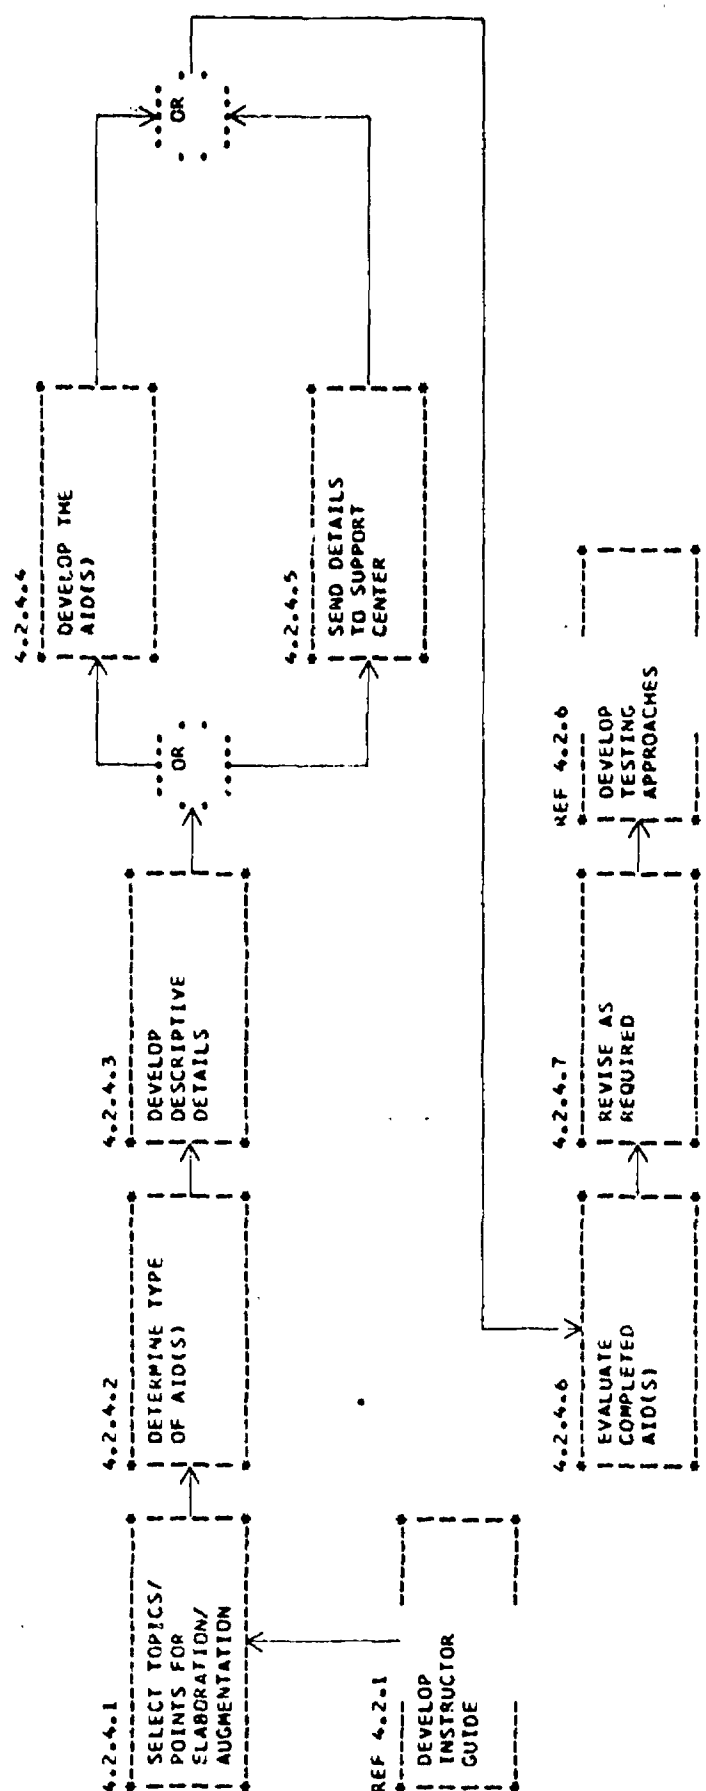 4.2.4.1
SELECT TOPICS/
POINTS FOR
ELABORATION/
AUGMENTATION
4.2.4.2
DETERMINE TYPE
OF AID(S)
4.2.4.3
DEVELOP
DESCRIPTIVE
DETAILS
OR
4.2.4.4
DEVELOP THE
AID(S)
4.2.4.5
SEND DETAILS
TO SUPPORT
CENTER
OR
REF 4.2.1
DEVELOP
INSTRUCTOR
GUIDE
4.2.4.6
EVALUATE
COMPLETED
AID(S)
4.2.4.7
REVISE AS
REQUIRED
REF 4.2.6
DEVELOP
TESTING
APPROACHES